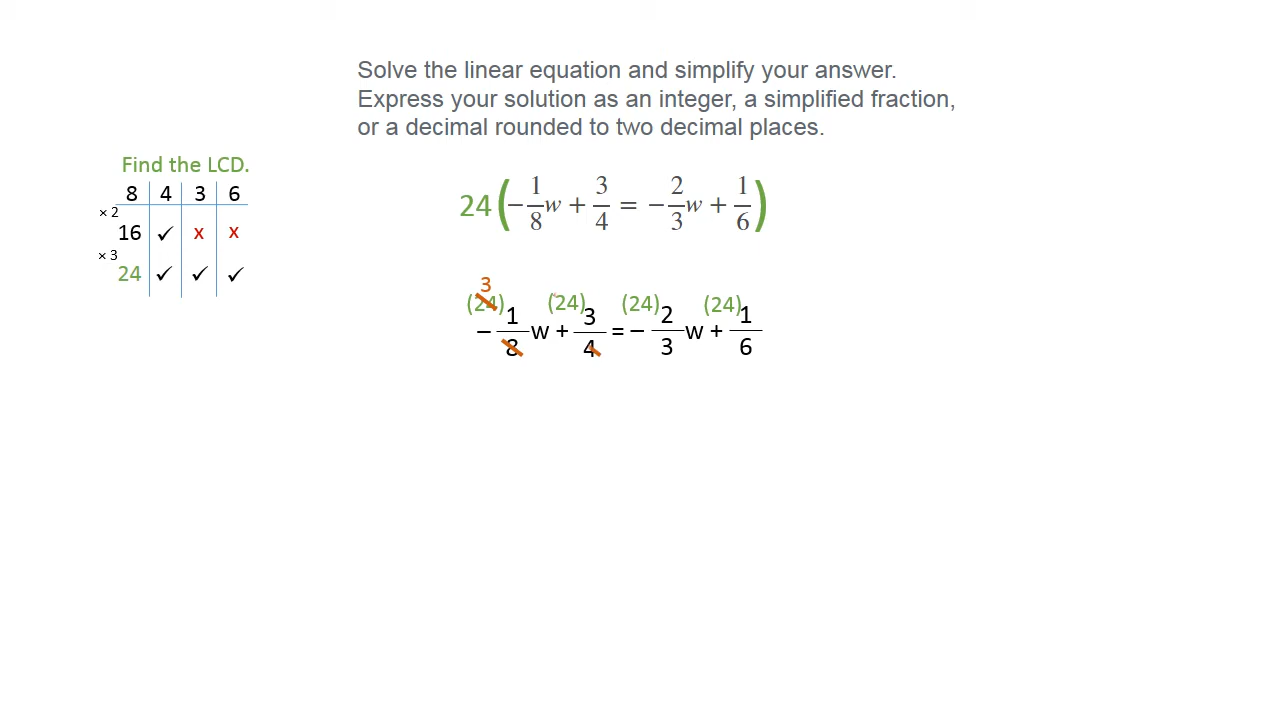 Solve the linear equation and simplify your answer.
Express your solution as an integer, a simplified fraction,
or a decimal rounded to two decimal places.
Find the LCD.
8 4 3 6
× 2
16 ✓ x x
× 3
24 ✓ ✓ ✓
24(−1/8w + 3/4 = −2/3w + 1/6)
3
(24) (24) (24) (24)
− 1/8 w + 3/4 = − 2/3 w + 1/6